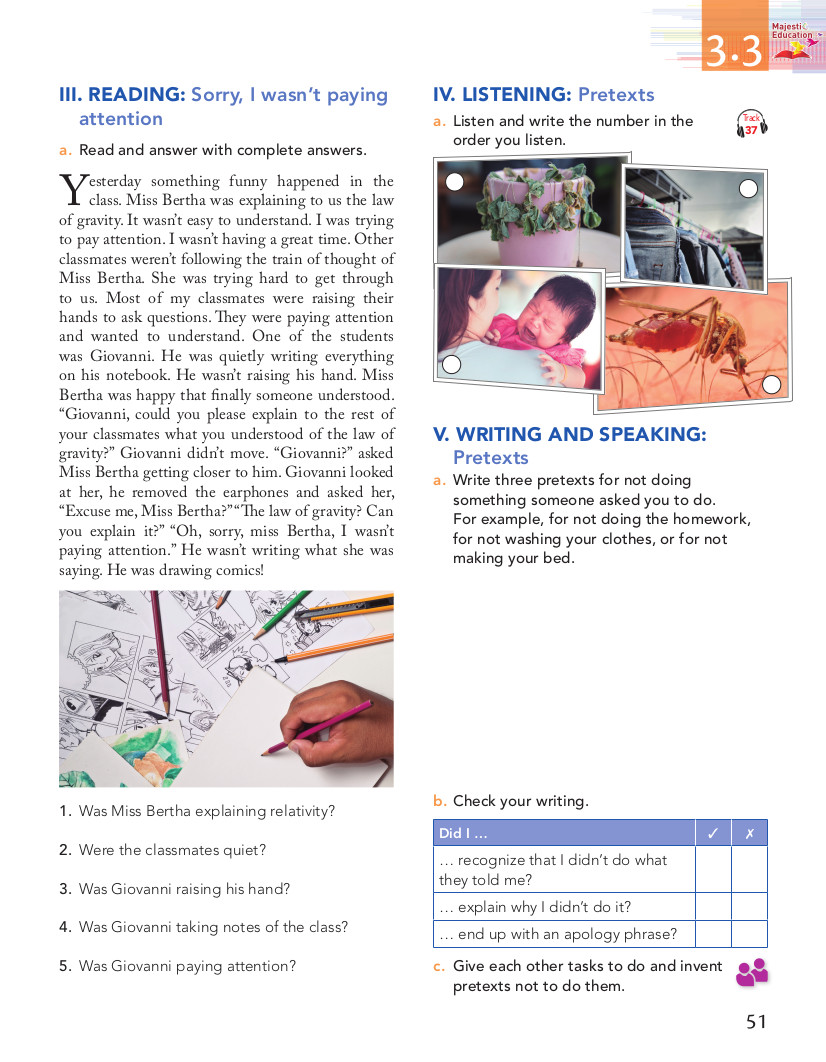 3.3
Majesti
Education
III. READING: Sorry, I wasn't paying
attention
a. Read and answer with complete answers.
Yesterday something funny happened in the
class. Miss Bertha was explaining to us the law
of gravity. It wasn't easy to understand. I was trying
to pay attention. I wasn't having a great time. Other
classmates weren't following the train of thought of
Miss Bertha. She was trying hard to get through
to us. Most of my classmates were raising their
hands to ask questions. They were paying attention
and wanted to understand. One of the students
was Giovanni. He was quietly writing everything
on his notebook. He wasn't raising his hand. Miss
Bertha was happy that finally someone understood.
“Giovanni, could you please explain to the rest of
your classmates what you understood of the law of
gravity?” Giovanni didn't move. “Giovanni?” asked
Miss Bertha getting closer to him. Giovanni looked
at her, he removed the earphones and asked her,
“Excuse me, Miss Bertha?” “The law of gravity? Can
you explain it?” “Oh, sorry, miss Bertha, I wasn't
paying attention.” He wasn't writing what she was
saying. He was drawing comics!
1. Was Miss Bertha explaining relativity?
2. Were the classmates quiet?
3. Was Giovanni raising his hand?
4. Was Giovanni taking notes of the class?
5. Was Giovanni paying attention?
IV. LISTENING: Pretexts
a. Listen and write the number in the
order you listen.
Track
37
V. WRITING AND SPEAKING:
Pretexts
a. Write three pretexts for not doing
something someone asked you to do.
For example, for not doing the homework,
for not washing your clothes, or for not
making your bed.
b. Check your writing.
Did I … ✓ ✗
… recognize that I didn't do what
they told me?
… explain why I didn't do it?
… end up with an apology phrase?
c. Give each other tasks to do and invent
pretexts not to do them.
51